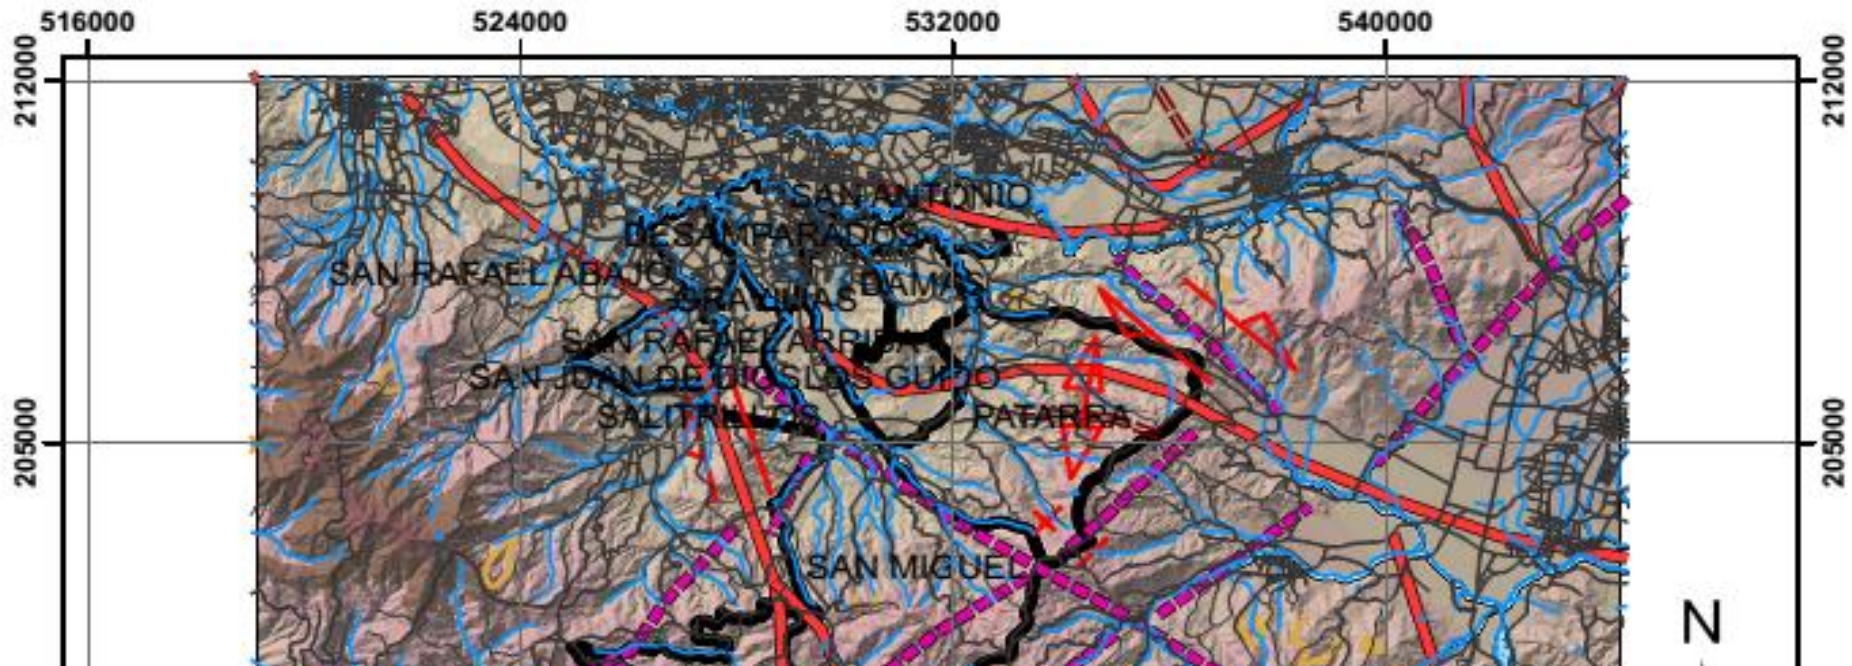 516000 524000 532000 540000
212000 212000
SAN ANTONIO
DESAMPARADOS
SAN RAFAEL ABAJO
DAMAS
GRAVILIAS
SAN RAFAEL ARRIBA
SAN JUAN DE DIOS LOS GUIDO
SALITRILLOS PATARRA
205000 205000
SAN MIGUEL
N